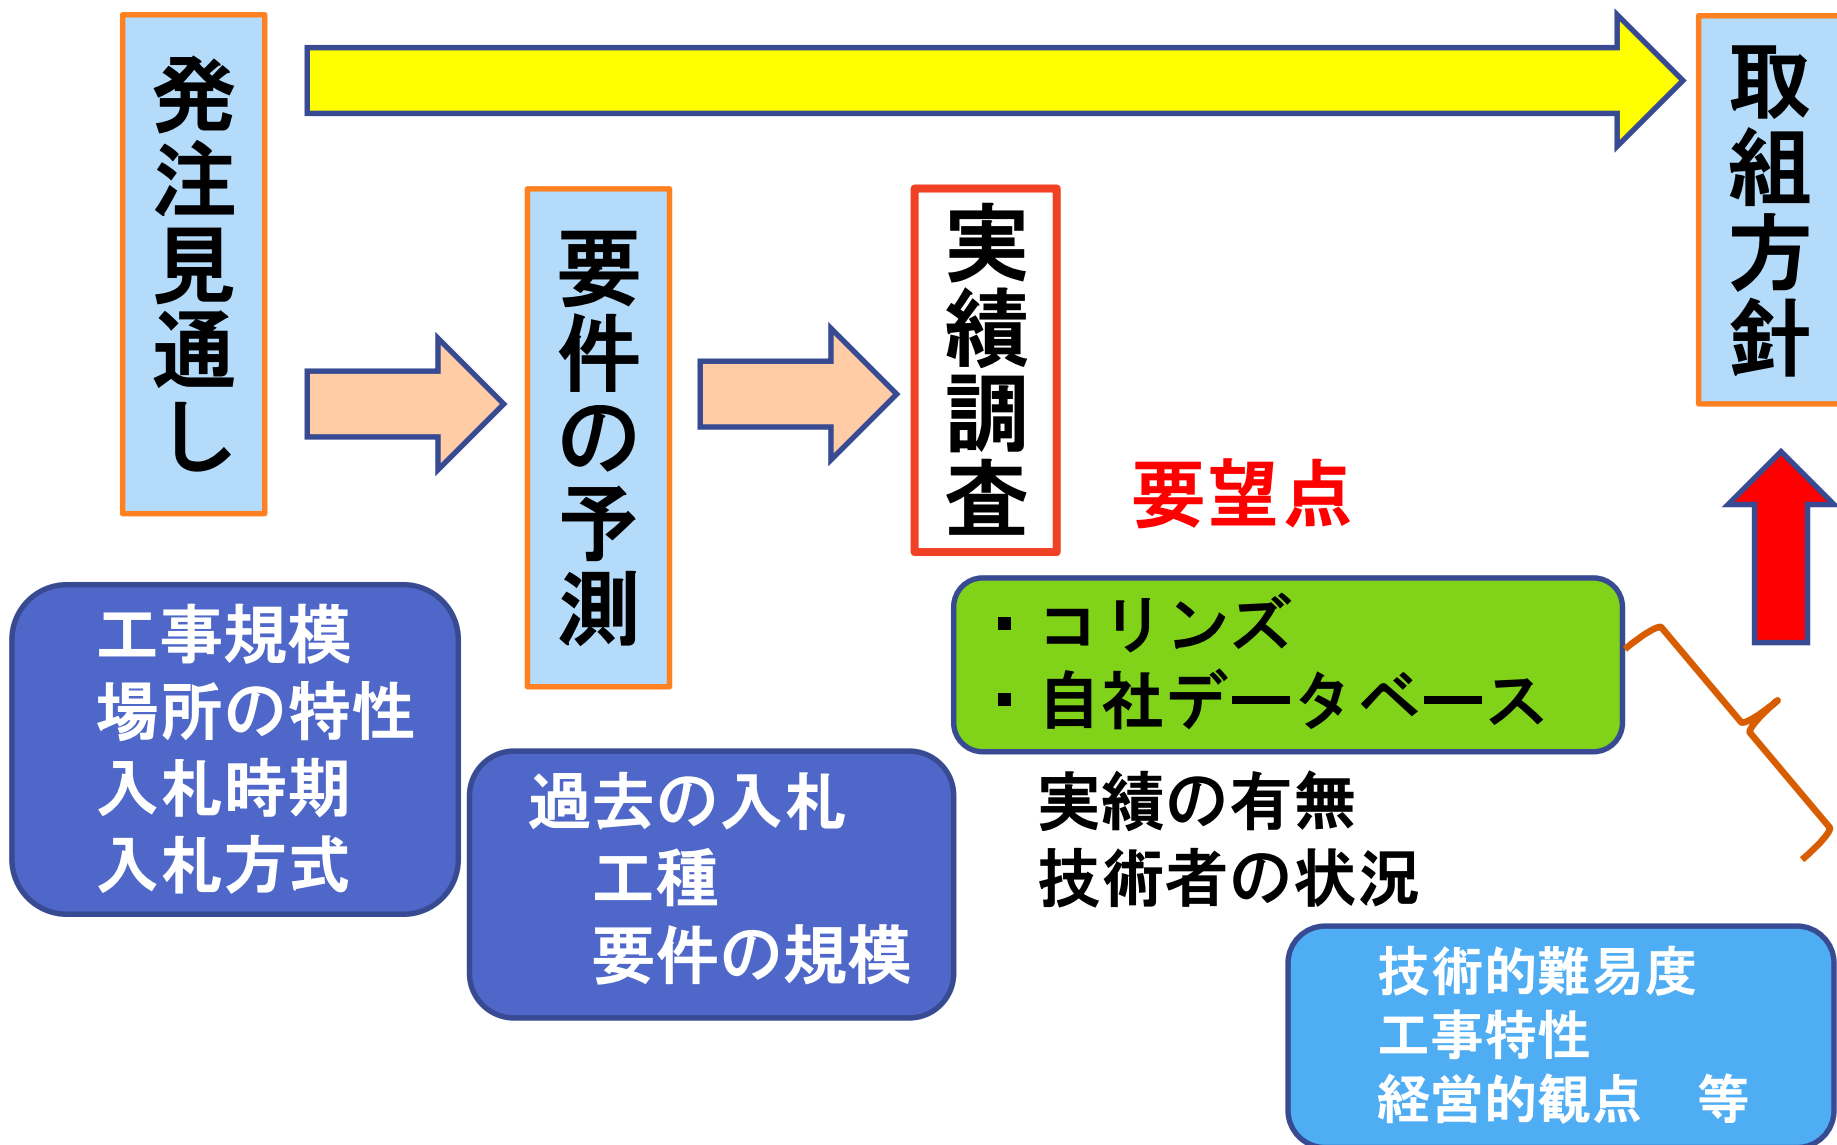 発注見通し
工事規模
場所の特性
入札時期
入札方式
要件の予測
過去の入札
工種
要件の規模
実績調査
要望点
・コリンズ
・自社データベース
実績の有無
技術者の状況
技術的難易度
工事特性
経営的観点　等
取組方針